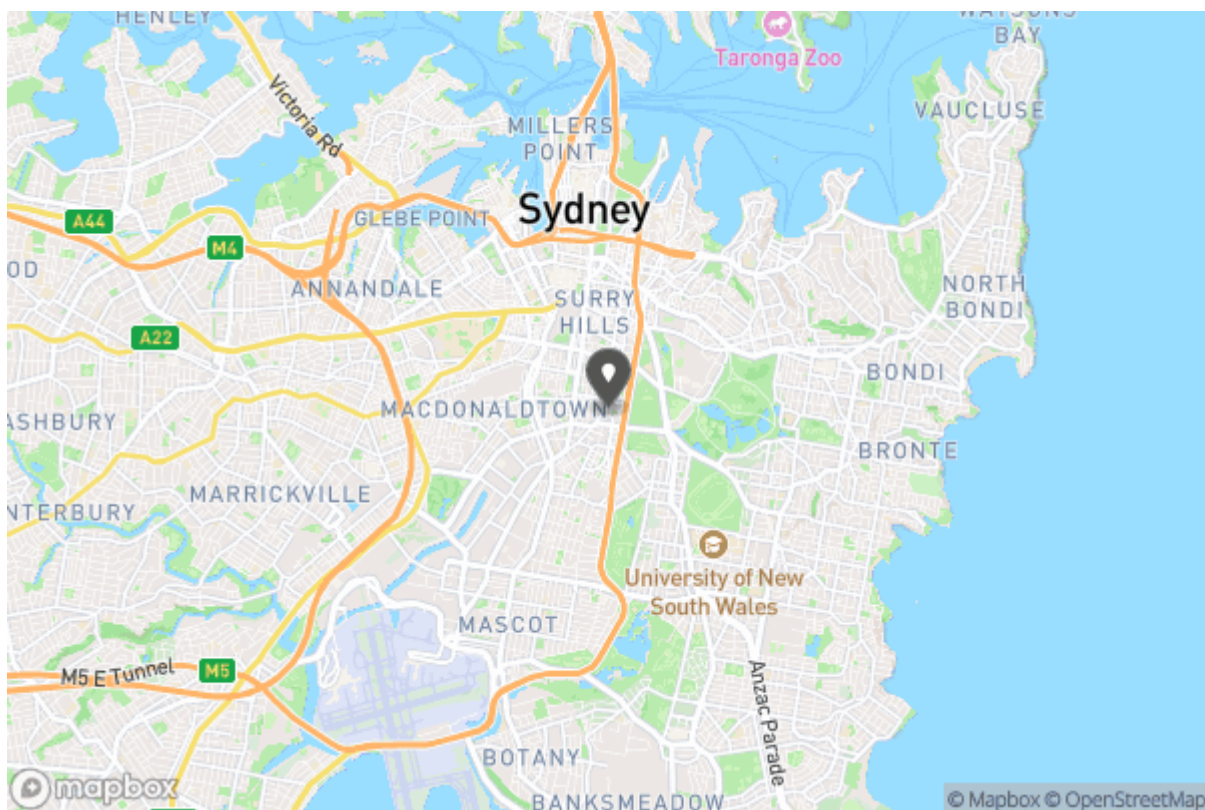 HENLEY
WATSONS
BAY
Taronga Zoo
Victoria Rd
VAUCLUSE
MILLERS
POINT
Sydney
GLEBE POINT
A44
M4
OD
ANNANDALE
SURRY
HILLS
NORTH
BONDI
A22
BONDI
ASHBURY
MACDONALDTOWN
BRONTE
MARRICKVILLE
NTERBURY
University of New
South Wales
MASCOT
M5 E Tunnel
M5
Anzac Parade
BOTANY
mapbox
BANKSMEADOW
© Mapbox © OpenStreetMap